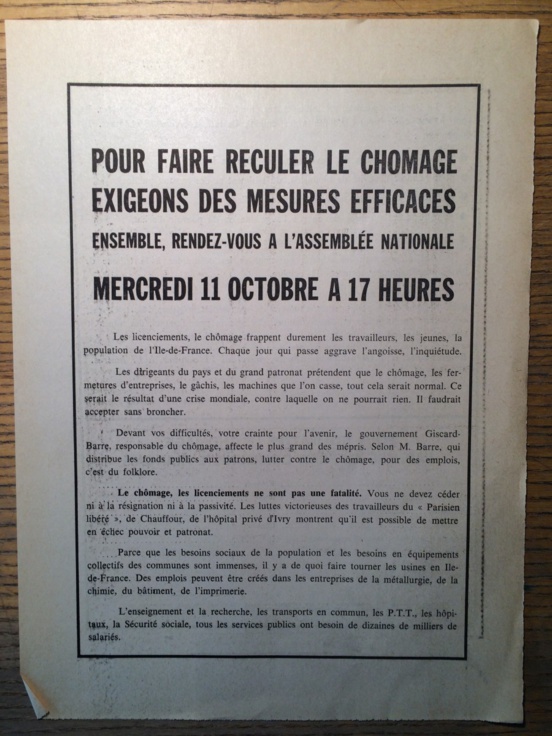 POUR FAIRE RECULER LE CHOMAGE
EXIGEONS DES MESURES EFFICACES
ENSEMBLE, RENDEZ-VOUS A L'ASSEMBLÉE NATIONALE
MERCREDI 11 OCTOBRE A 17 HEURES
Les licenciements, le chômage frappent durement les travailleurs, les jeunes, la
population de l'Ile-de-France. Chaque jour qui passe aggrave l'angoisse, l'inquiétude.
Les dirigeants du pays et du grand patronat prétendent que le chômage, les fer-
metures d'entreprises, le gâchis, les machines que l'on casse, tout cela serait normal. Ce
serait le résultat d'une crise mondiale, contre laquelle on ne pourrait rien. Il faudrait
accepter sans broncher.
Devant vos difficultés, votre crainte pour l'avenir, le gouvernement Giscard-
Barre, responsable du chômage, affecte le plus grand des mépris. Selon M. Barre, qui
distribue les fonds publics aux patrons, lutter contre le chômage, pour des emplois,
c'est du folklore.
Le chômage, les licenciements ne sont pas une fatalité. Vous ne devez céder
ni à la résignation ni à la passivité. Les luttes victorieuses des travailleurs du « Parisien
libéré », de Chauffour, de l'hôpital privé d'Ivry montrent qu'il est possible de mettre
en échec pouvoir et patronat.
Parce que les besoins sociaux de la population et les besoins en équipements
collectifs des communes sont immenses, il y a de quoi faire tourner les usines en Ile-
de-France. Des emplois peuvent être créés dans les entreprises de la métallurgie, de la
chimie, du bâtiment, de l'imprimerie.
L'enseignement et la recherche, les transports en commun, les P.T.T., les hôpi-
taux, la Sécurité sociale, tous les services publics ont besoin de dizaines de milliers de
salariés.